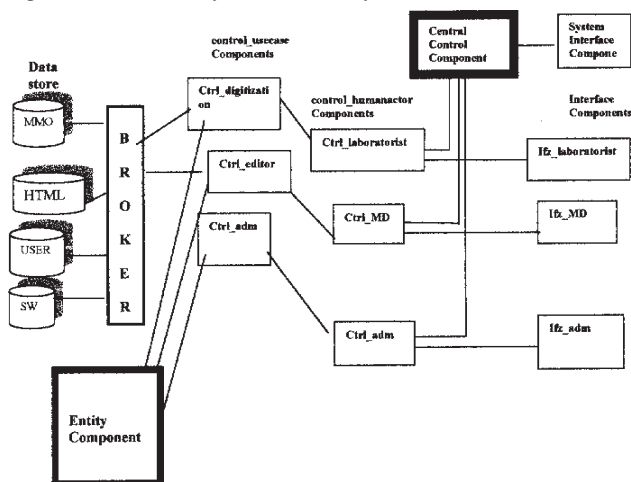 Central
Control
Component
System
Interface
Compone
control_usecase
Components
Data
store
MMO
HTML
USER
SW
B
R
O
K
E
R
Ctrl_digitizati
on
Ctrl_editor
Ctrl_adm
control_humanactor
Components
Ctrl_laboratorist
Ctrl_MD
Ctrl_adm
Interface
Components
Ifz_laboratorist
Ifz_MD
Ifz_adm
Entity
Component